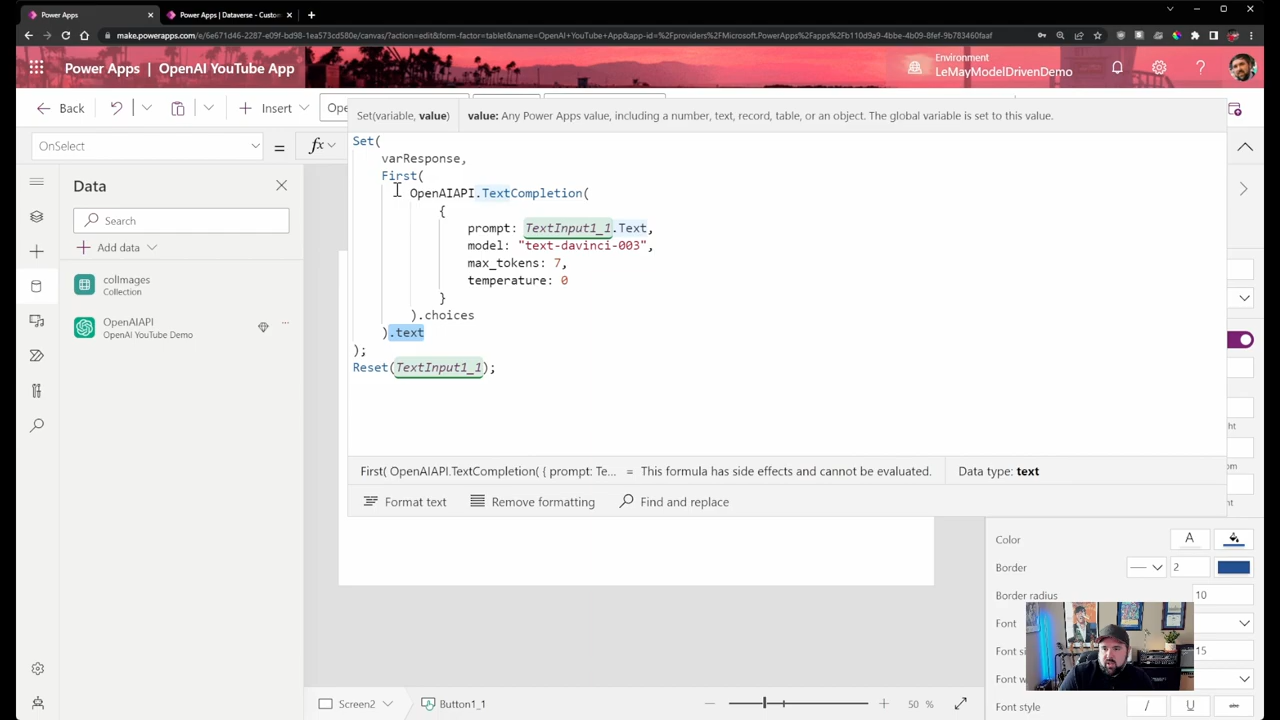 Power Apps
Power Apps | Dataverse - Custom
make.powerapps.com/e/6e671d46-2287-e09f-bd98-1ea573cd580e/canvas/?action=edit&form-factor=tablet&name=OpenAI+YouTube+App&app-id=%2Fproviders%2FMicrosoft.PowerApps%2Fapps%2Fb110d9a9-4bbe-4b09-8fef-9b783460faaf
Power Apps | OpenAI YouTube App
Environment
LeMayModelDrivenDemo
Back
Insert
Set(variable, value)
value: Any Power Apps value, including a number, text, record, table, or an object. The global variable is set to this value.
OnSelect
=
fx
Set(
varResponse,
First(
OpenAIAPI.TextCompletion(
{
prompt: TextInput1_1.Text,
model: "text-davinci-003",
max_tokens: 7,
temperature: 0
}
).choices
).text
);
Reset(TextInput1_1);
Data
Search
Add data
colImages
Collection
OpenAIAPI
OpenAI YouTube Demo
First( OpenAIAPI.TextCompletion( { prompt: Te... = This formula has side effects and cannot be evaluated.
Data type: text
Format text
Remove formatting
Find and replace
Color
A
Border
2
Border radius
10
Font
Font si
15
Font w
Font style
/
U
abc
Screen2
Button1_1
50 %